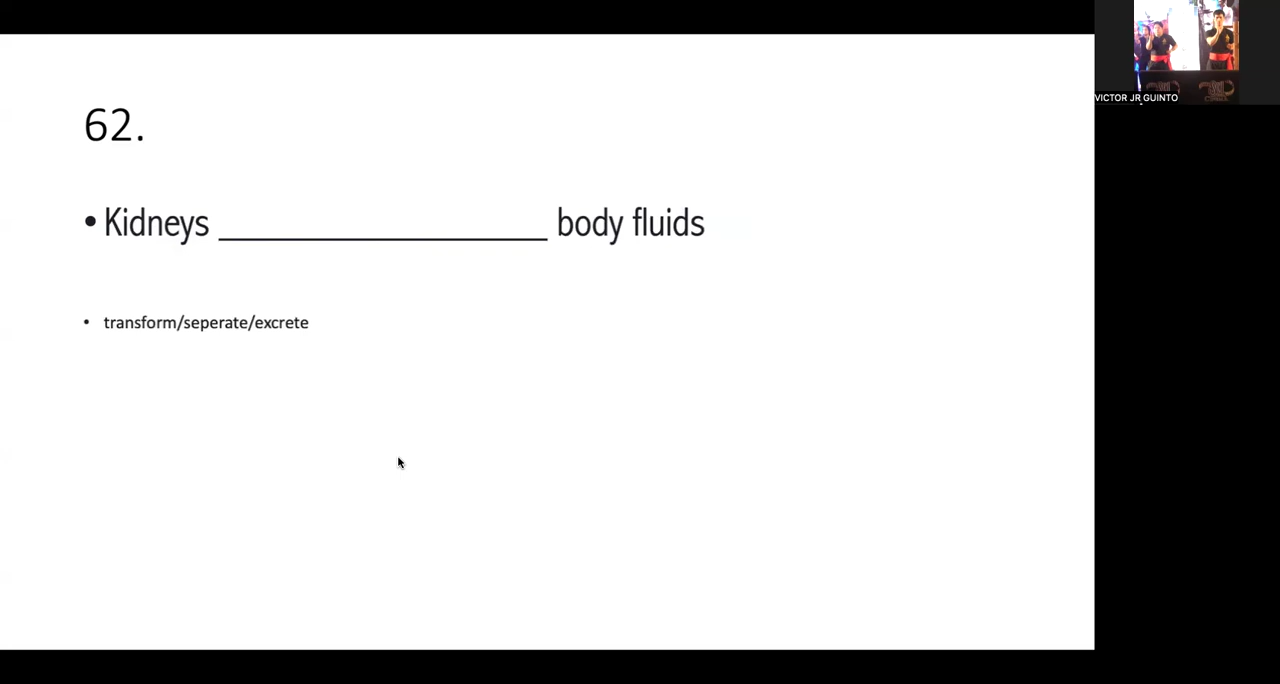 62.
• Kidneys ____________________ body fluids
• transform/seperate/excrete
VICTOR JR GUINTO